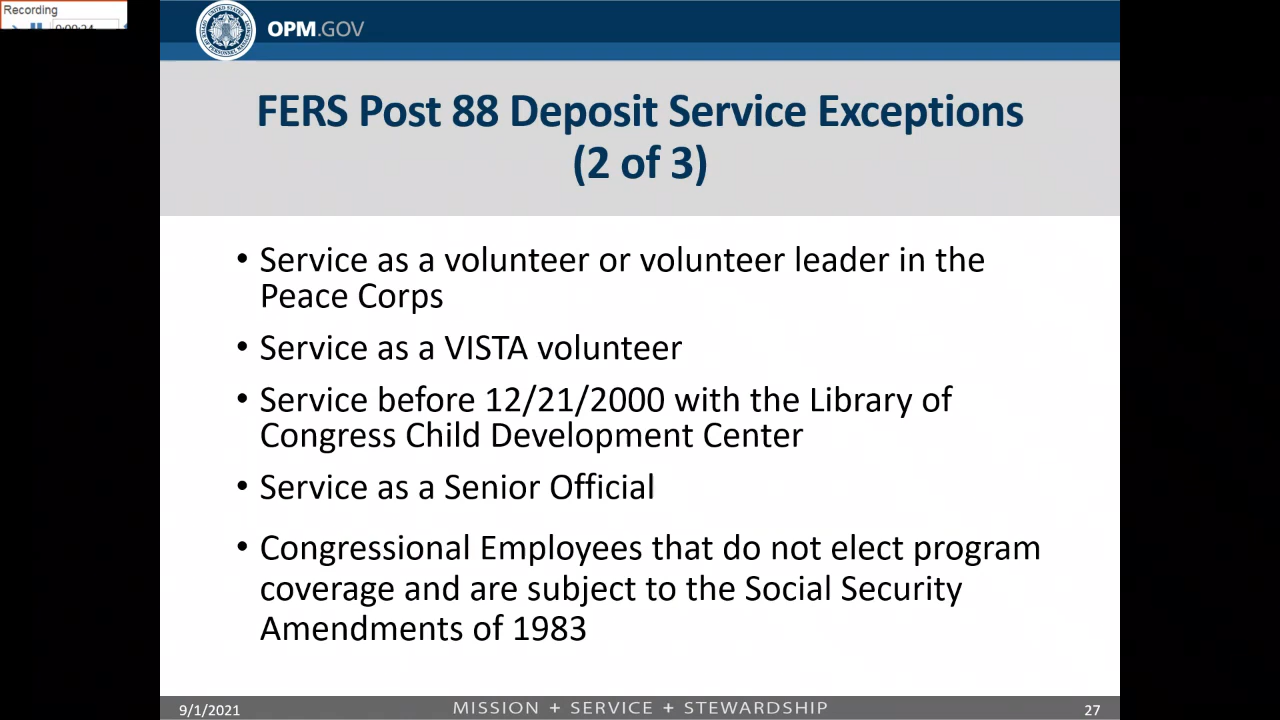 Recording
OPM.GOV
FERS Post 88 Deposit Service Exceptions
(2 of 3)
• Service as a volunteer or volunteer leader in the
Peace Corps
• Service as a VISTA volunteer
• Service before 12/21/2000 with the Library of
Congress Child Development Center
• Service as a Senior Official
• Congressional Employees that do not elect program
coverage and are subject to the Social Security
Amendments of 1983
9/1/2021
MISSION + SERVICE + STEWARDSHIP
27